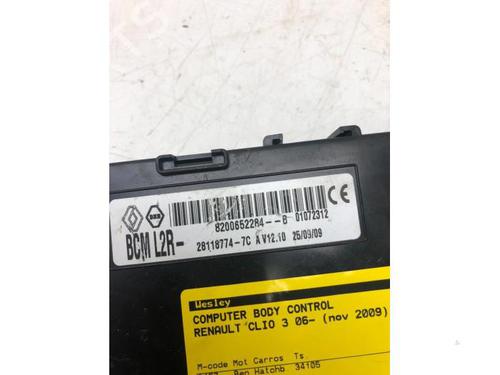 8200652284--B 01072312
BCM L2R- 28118774-7C A V12.10 25/09/09
CE
Wesley
COMPUTER BODY CONTROL
RENAULT CLIO 3 06- (nov 2009)
M-code Mot Carros Ts.
Ren Hatchb 34105